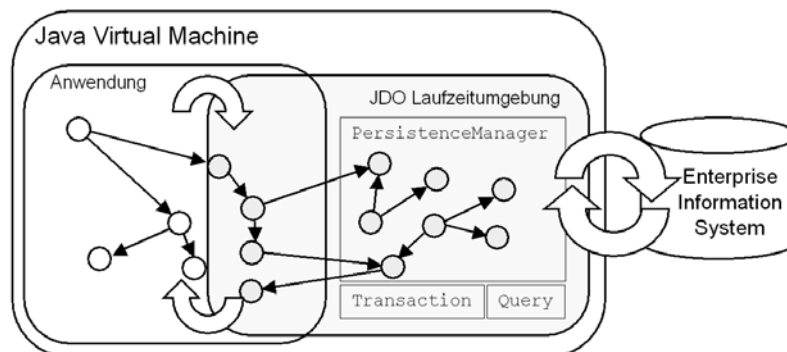 Java Virtual Machine
Anwendung
JDO Laufzeitumgebung
PersistenceManager
Enterprise
Information
System
Transaction
Query